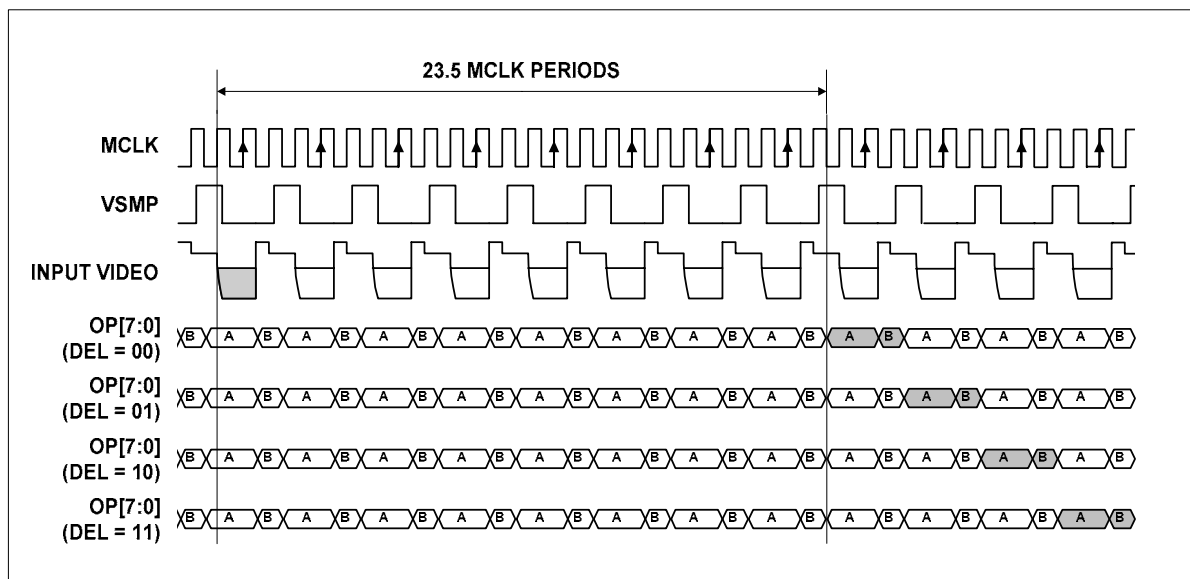 23.5 MCLK PERIODS
MCLK
VSMP
INPUT VIDEO
OP[7:0]
(DEL = 00)
B A B A B A B A B A B A B A B A B A B A B A B A B
OP[7:0]
(DEL = 01)
B A B A B A B A B A B A B A B A B A B A B A B A B
OP[7:0]
(DEL = 10)
B A B A B A B A B A B A B A B A B A B A B A B A B
OP[7:0]
(DEL = 11)
B A B A B A B A B A B A B A B A B A B A B A B A B